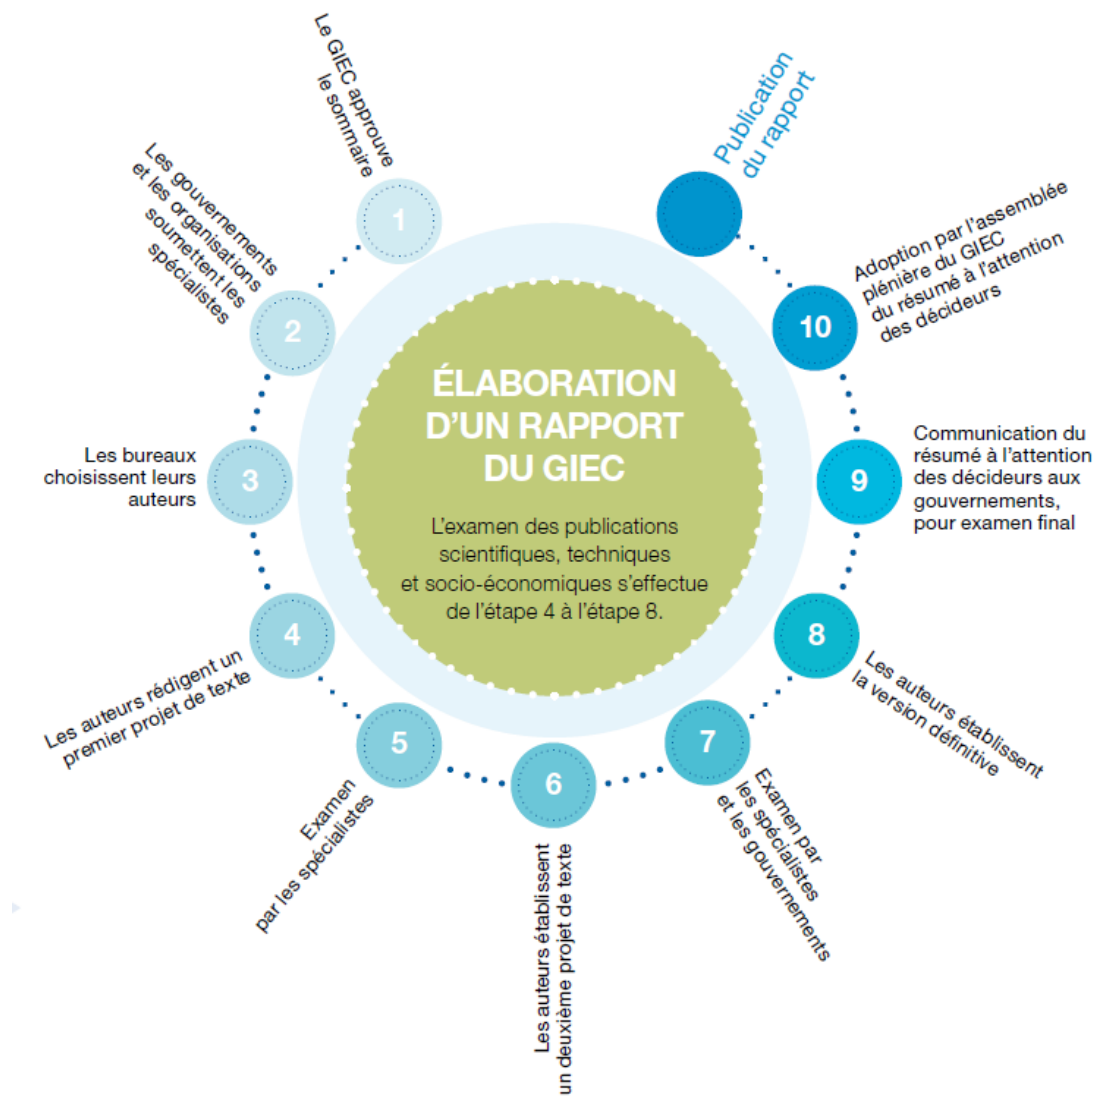 ÉLABORATION
D'UN RAPPORT
DU GIEC
L'examen des publications
scientifiques, techniques
et socio-économiques s'effectue
de l'étape 4 à l'étape 8.
1
Le GIEC approuve
le sommaire
2
Les gouvernements
et les organisations
soumettent les
spécialistes
3
Les bureaux
choisissent leurs
auteurs
4
Les auteurs rédigent un
premier projet de texte
5
Examen
par les spécialistes
6
Les auteurs établissent
un deuxième projet de texte
7
Examen par
les spécialistes
et les gouvernements
8
Les auteurs établissent
la version définitive
9
Communication du
résumé à l'attention
des décideurs aux
gouvernements,
pour examen final
10
Adoption par l'assemblée
plénière du GIEC
du résumé à l'attention
des décideurs
Publication
du rapport